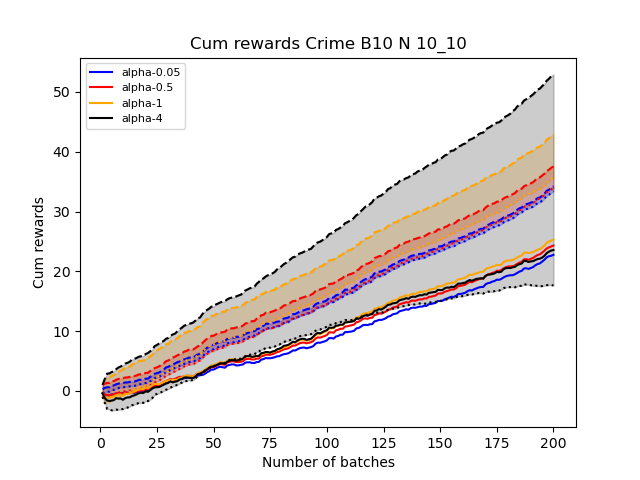 Cum rewards Crime B10 N 10_10
alpha-0.05
alpha-0.5
alpha-1
alpha-4
50
40
30
20
10
0
Cum rewards
0 25 50 75 100 125 150 175 200
Number of batches